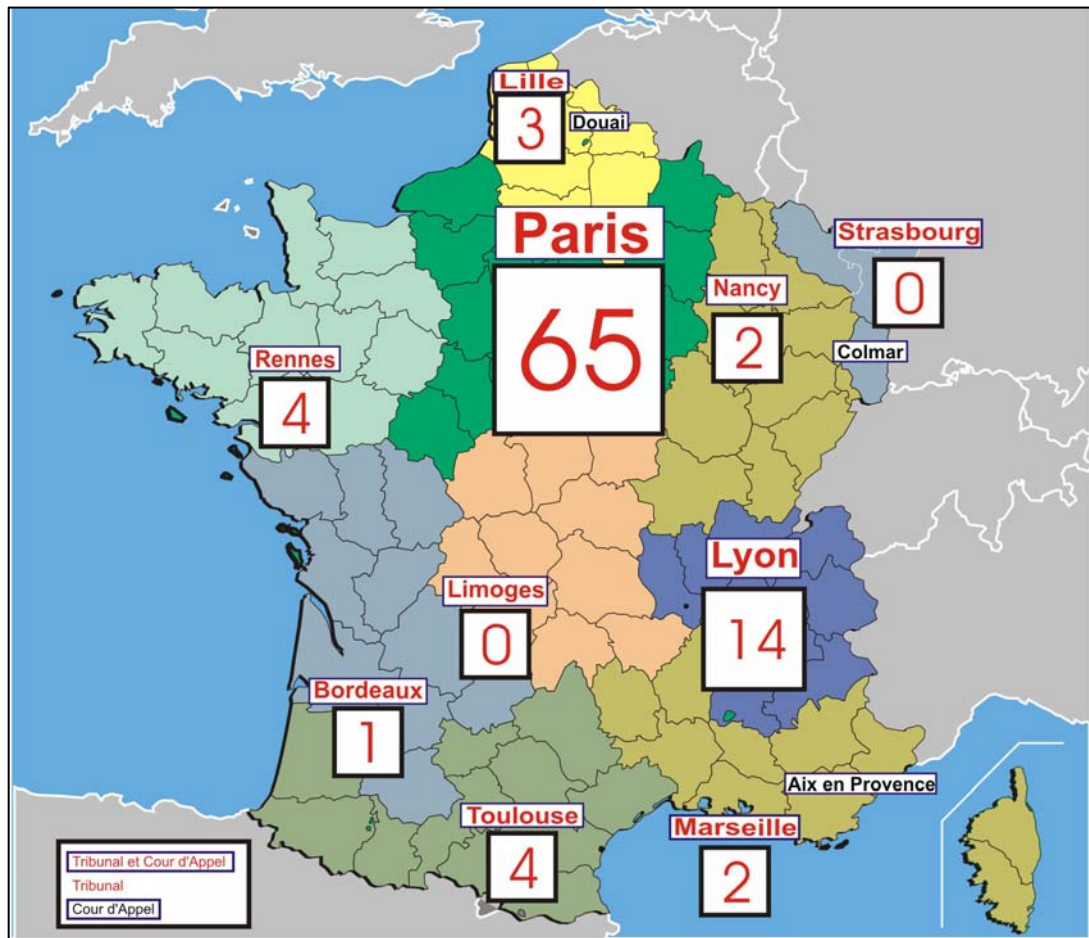 Lille
3
Douai
Paris
65
Strasbourg
0
Nancy
2
Colmar
Rennes
4
Lyon
14
Limoges
0
Bordeaux
1
Aix en Provence
Toulouse
4
Marseille
2
Tribunal et Cour d'Appel
Tribunal
Cour d'Appel